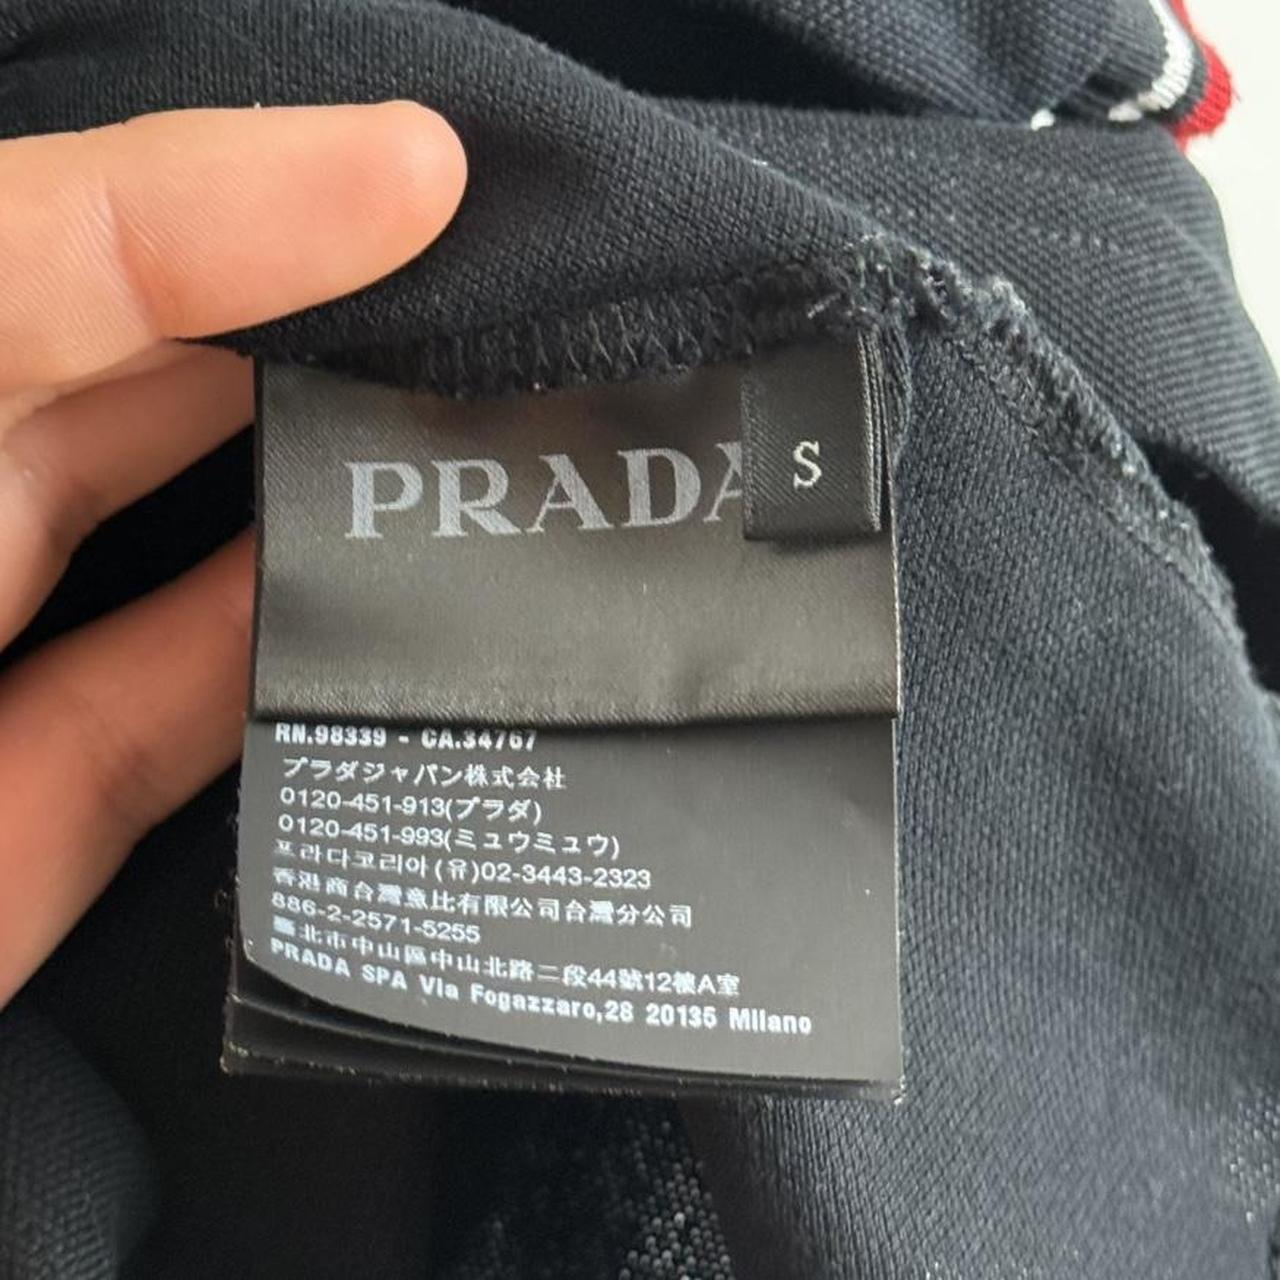 PRADA
S
RN.98339 - CA.34767
プラダジャパン株式会社
0120-451-913(プラダ)
0120-451-993(ミュウミュウ)
프라다코리아(유)02-3443-2323
香港商台灣意比有限公司台灣分公司
886-2-2571-5255
臺北市中山區中山北路二段44號12樓A室
PRADA SPA Via Fogazzaro,28 20135 Milano